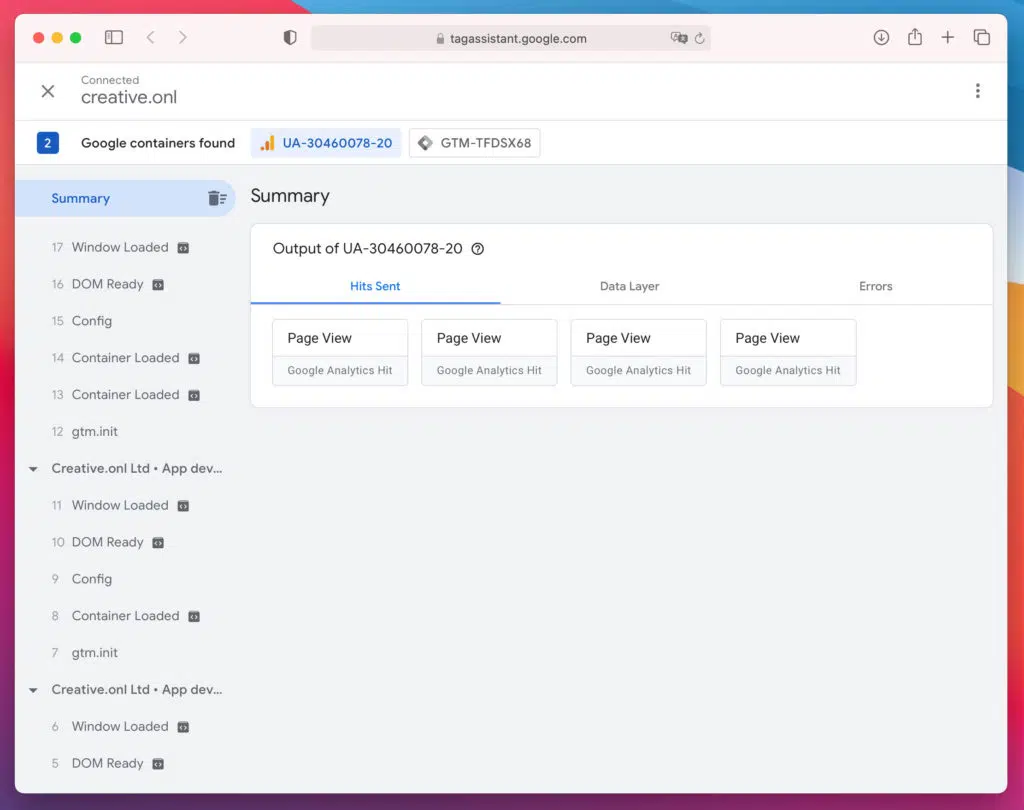 tagassistant.google.com
Connected
creative.onl
2 Google containers found UA-30460078-20 GTM-TFDSX68
Summary
17 Window Loaded
16 DOM Ready
15 Config
14 Container Loaded
13 Container Loaded
12 gtm.init
Creative.onl Ltd • App dev...
11 Window Loaded
10 DOM Ready
9 Config
8 Container Loaded
7 gtm.init
Creative.onl Ltd • App dev...
6 Window Loaded
5 DOM Ready
Summary
Output of UA-30460078-20
Hits Sent Data Layer Errors
Page View Page View Page View Page View
Google Analytics Hit Google Analytics Hit Google Analytics Hit Google Analytics Hit